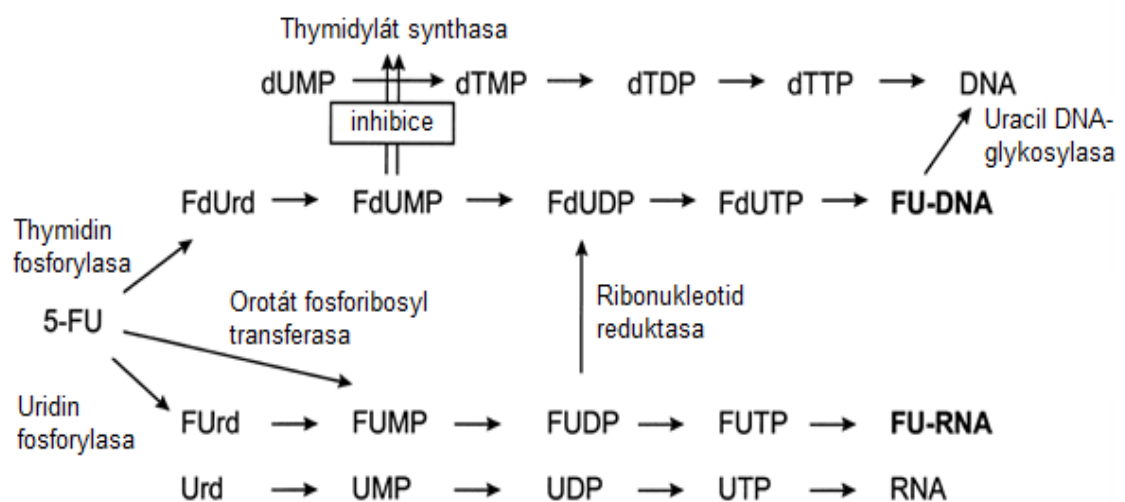 Thymidylát synthasa
dUMP dTMP dTDP dTTP DNA
inhibice
Uracil DNA-
glykosylasa
FdUrd FdUMP FdUDP FdUTP FU-DNA
Thymidin
fosforylasa
Orotát fosforibosyl
transferasa
Ribonukleotid
reduktasa
5-FU
Uridin
fosforylasa
FUrd FUMP FUDP FUTP FU-RNA
Urd UMP UDP UTP RNA